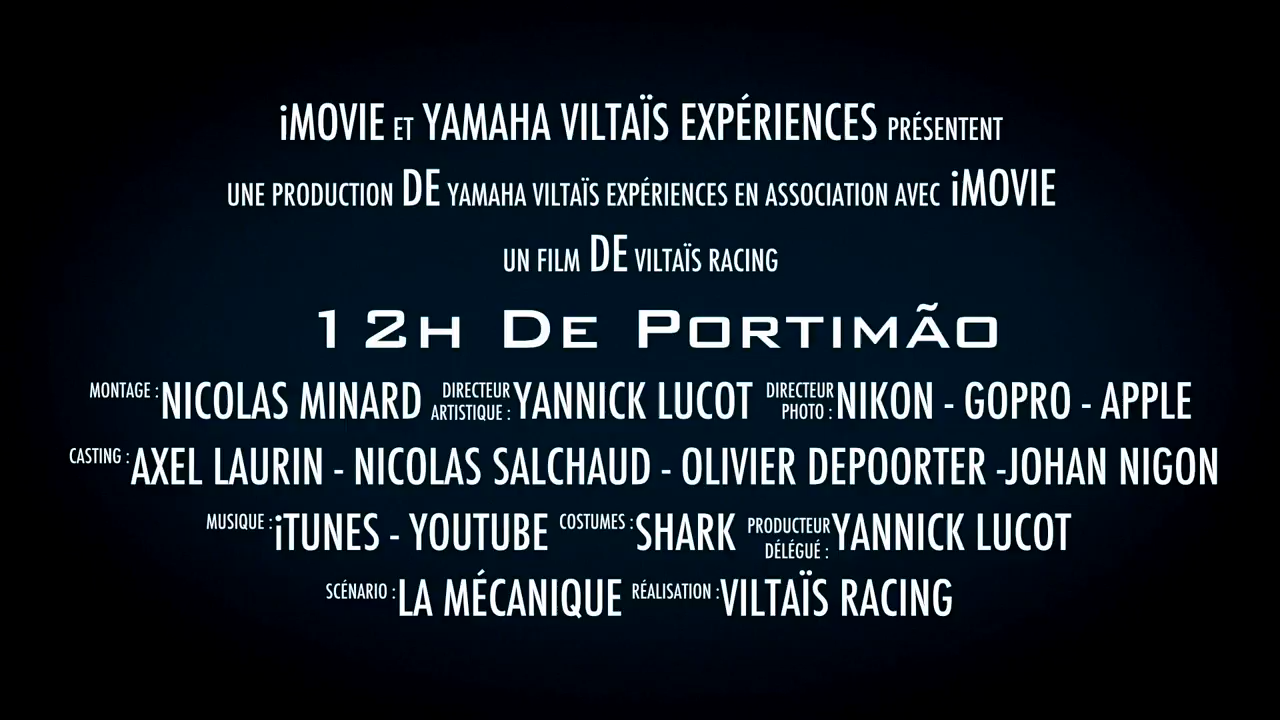 iMOVIE ET YAMAHA VILTAÏS EXPÉRIENCES PRÉSENTENT
UNE PRODUCTION DE YAMAHA VILTAÏS EXPÉRIENCES EN ASSOCIATION AVEC iMOVIE
UN FILM DE VILTAÏS RACING
12H DE PORTIMÃO
MONTAGE : NICOLAS MINARD DIRECTEUR ARTISTIQUE : YANNICK LUCOT DIRECTEUR PHOTO : NIKON - GOPRO - APPLE
CASTING : AXEL LAURIN - NICOLAS SALCHAUD - OLIVIER DEPOORTER -JOHAN NIGON
MUSIQUE : iTUNES - YOUTUBE COSTUMES : SHARK PRODUCTEUR DÉLÉGUÉ : YANNICK LUCOT
SCÉNARIO : LA MÉCANIQUE RÉALISATION : VILTAÏS RACING